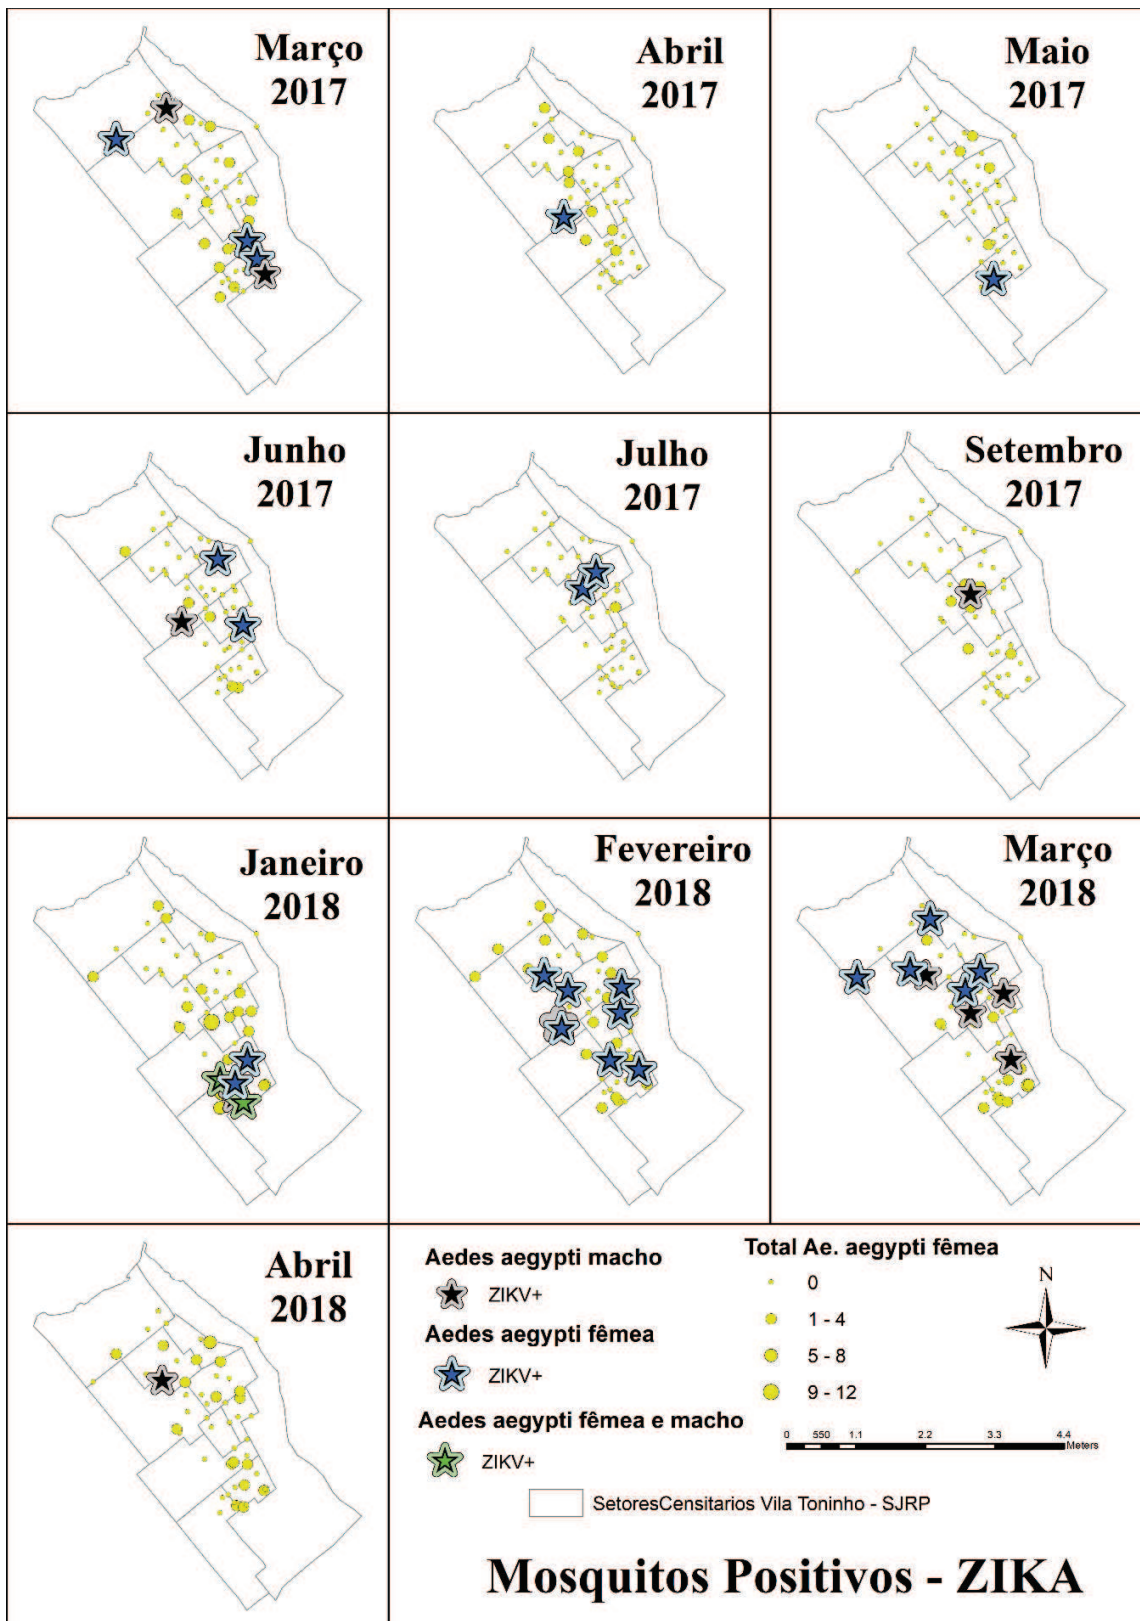 Março
2017
Abril
2017
Maio
2017
Junho
2017
Julho
2017
Setembro
2017
Janeiro
2018
Fevereiro
2018
Março
2018
Abril
2018
Aedes aegypti macho
ZIKV+
Aedes aegypti fêmea
ZIKV+
Aedes aegypti fêmea e macho
ZIKV+
Total Ae. aegypti fêmea
0
1 - 4
5 - 8
9 - 12
N
0 550 1.1 2.2 3.3 4.4
Meters
SetoresCensitarios Vila Toninho - SJRP
Mosquitos Positivos - ZIKA